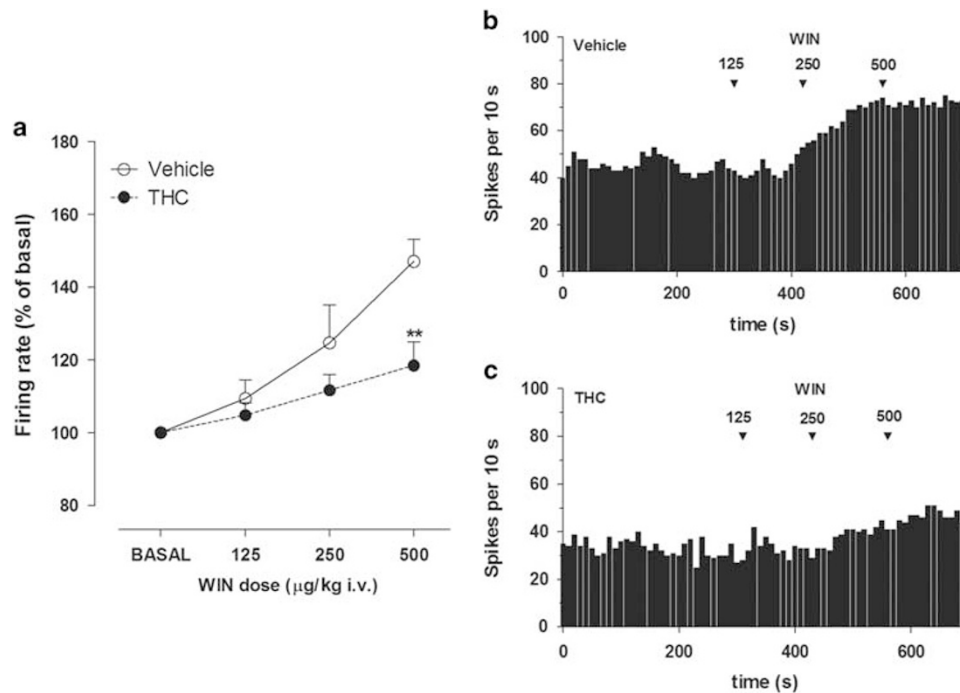 a
180
160
140
120
100
80
Firing rate (% of basal)
Vehicle
THC
**
BASAL 125 250 500
WIN dose (μg/kg i.v.)
b
100
80
60
40
20
0
Spikes per 10 s
Vehicle
WIN
125 250 500
0 200 400 600
time (s)
c
100
80
60
40
20
0
Spikes per 10 s
THC
WIN
125 250 500
0 200 400 600
time (s)